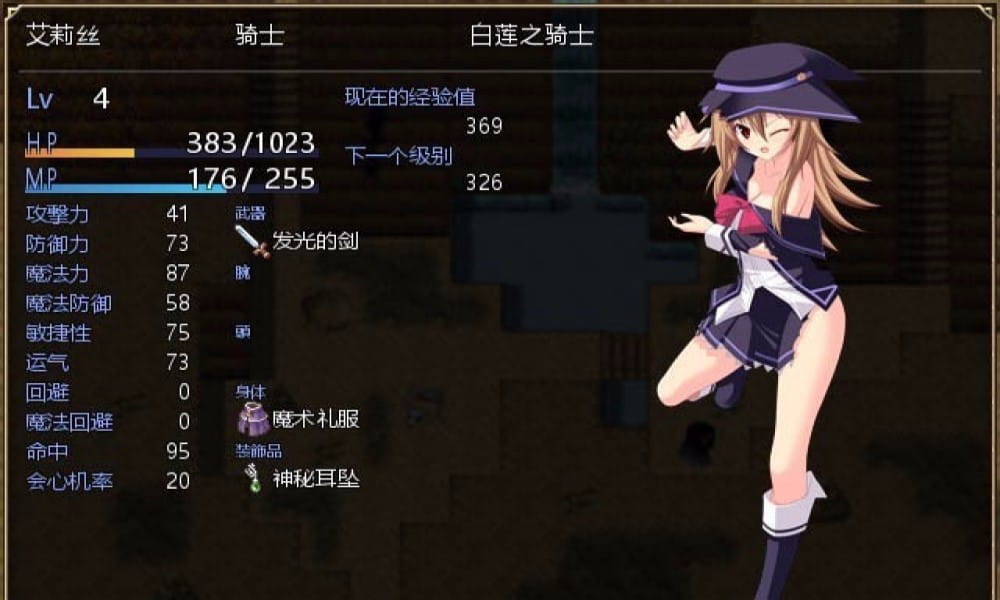 艾莉丝 骑士 白莲之骑士
Lv 4 现在的经验值
369
HP 383/1023 下一个级别
MP 176/ 255 326
攻撃力 41 武器
防御力 73 发光的剑
魔法力 87 腕
魔法防御 58
敏捷性 75 頭
运气 73
回避 0 身体
魔法回避 0 魔术礼服
命中 95 装飾品
会心机率 20 神秘耳坠